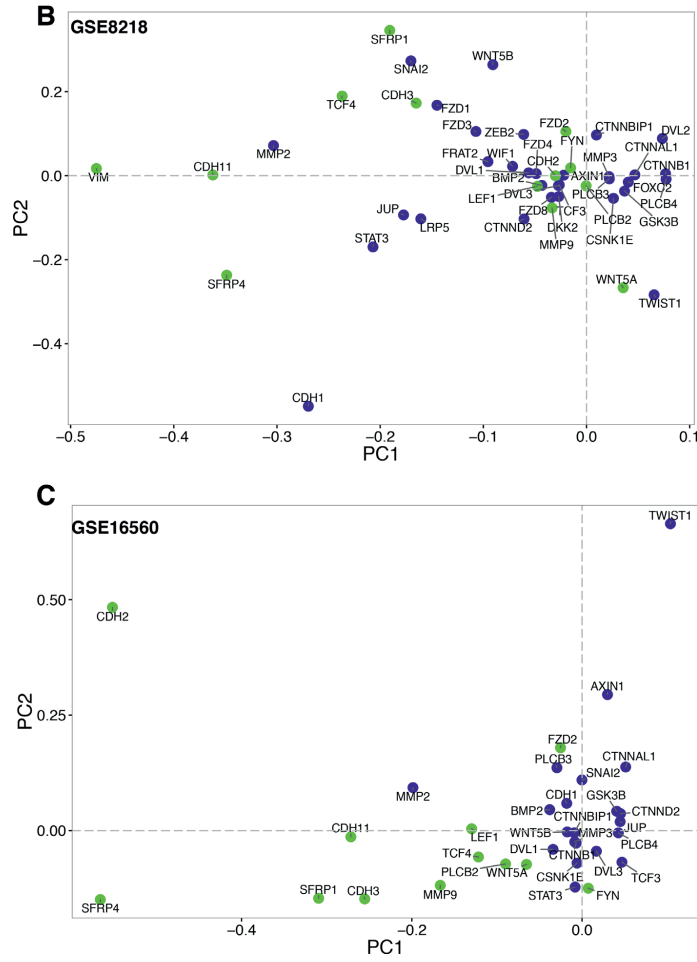 B
GSE8218
SFRP1
WNT5B
SNAI2
TCF4
CDH3
FZD1
0.2
FZD3
ZEB2
FZD2
CTNNBIP1
DVL2
FYN
MMP2
FZD4
CTNNAL1
FRAT2
WIF1
CDH2
MMP3
CTNNB1
CDH11
DVL1
VIM
0.0
BMP2
AXIN1
FOXC2
LEF1
DVL3
PLCB3
PLCB4
JUP
FZD8
TCF3
PLCB2
GSK3B
LRP5
CTNND2
DKK2
STAT3
MMP9
CSNK1E
−0.2
SFRP4
WNT5A
TWIST1
CDH1
−0.4
PC2
−0.5 −0.4 −0.3 −0.2 −0.1 0.0 0.1
PC1
C
GSE16560
TWIST1
0.50
CDH2
AXIN1
0.25
FZD2
PLCB3
CTNNAL1
SNAI2
MMP2
CDH1
GSK3B
BMP2
CTNND2
CTNNBIP1
0.00
CDH11
LEF1
WNT5B
MMP3
JUP
TCF4
DVL1
CTNNB1
PLCB4
PLCB2
WNT5A
CSNK1E
DVL3
TCF3
SFRP1
CDH3
MMP9
STAT3
FYN
SFRP4
PC2
−0.4 −0.2 0.0
PC1